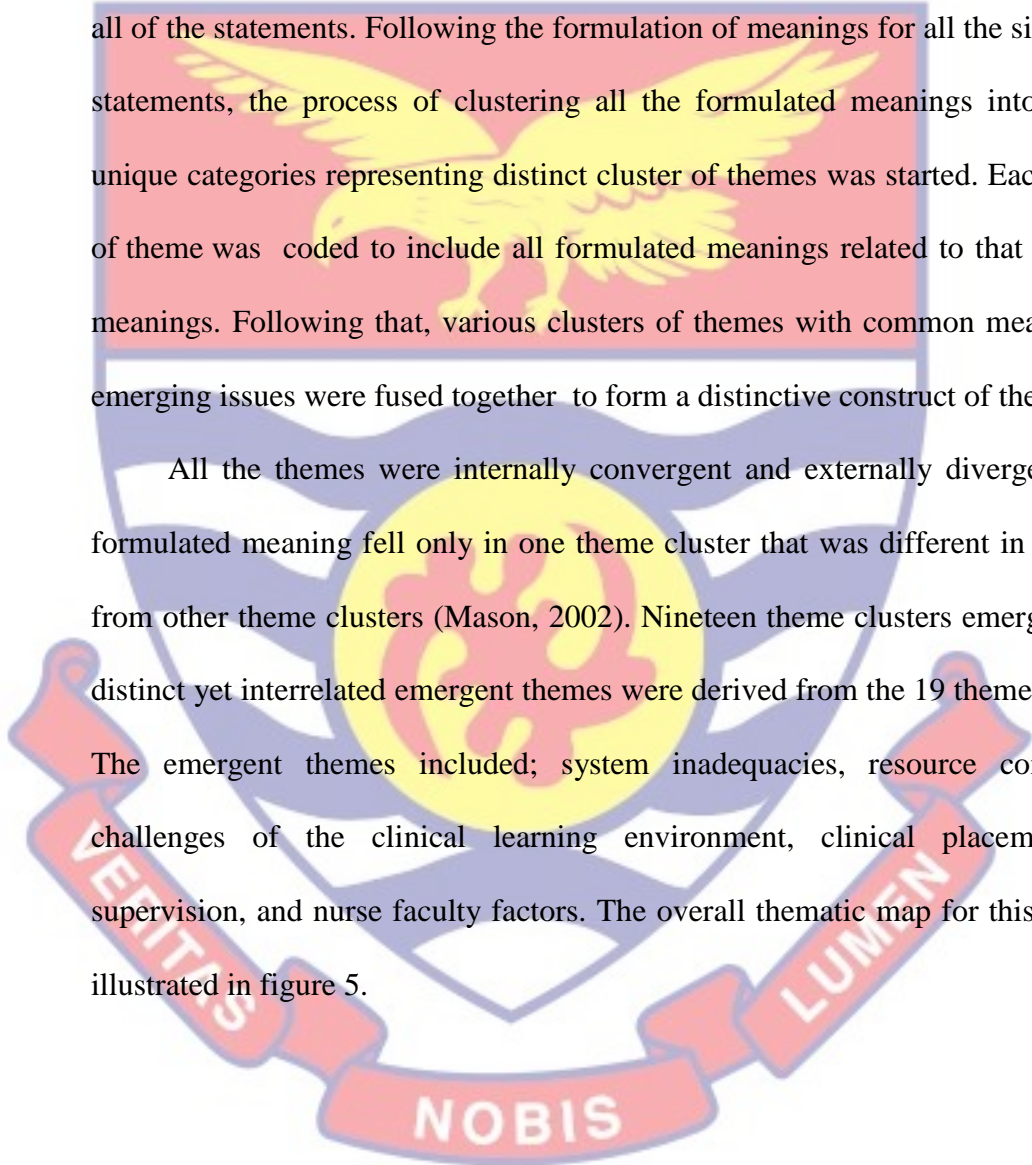 all of the statements. Following the formulation of meanings for all the si
statements, the process of clustering all the formulated meanings into
unique categories representing distinct cluster of themes was started. Eac
of theme was coded to include all formulated meanings related to that
meanings. Following that, various clusters of themes with common mea
emerging issues were fused together to form a distinctive construct of the
All the themes were internally convergent and externally diverge
formulated meaning fell only in one theme cluster that was different in
from other theme clusters (Mason, 2002). Nineteen theme clusters emerg
distinct yet interrelated emergent themes were derived from the 19 theme
The emergent themes included; system inadequacies, resource co
challenges of the clinical learning environment, clinical placem
supervision, and nurse faculty factors. The overall thematic map for this
illustrated in figure 5.
VERITAS
NOBIS
LUMEN